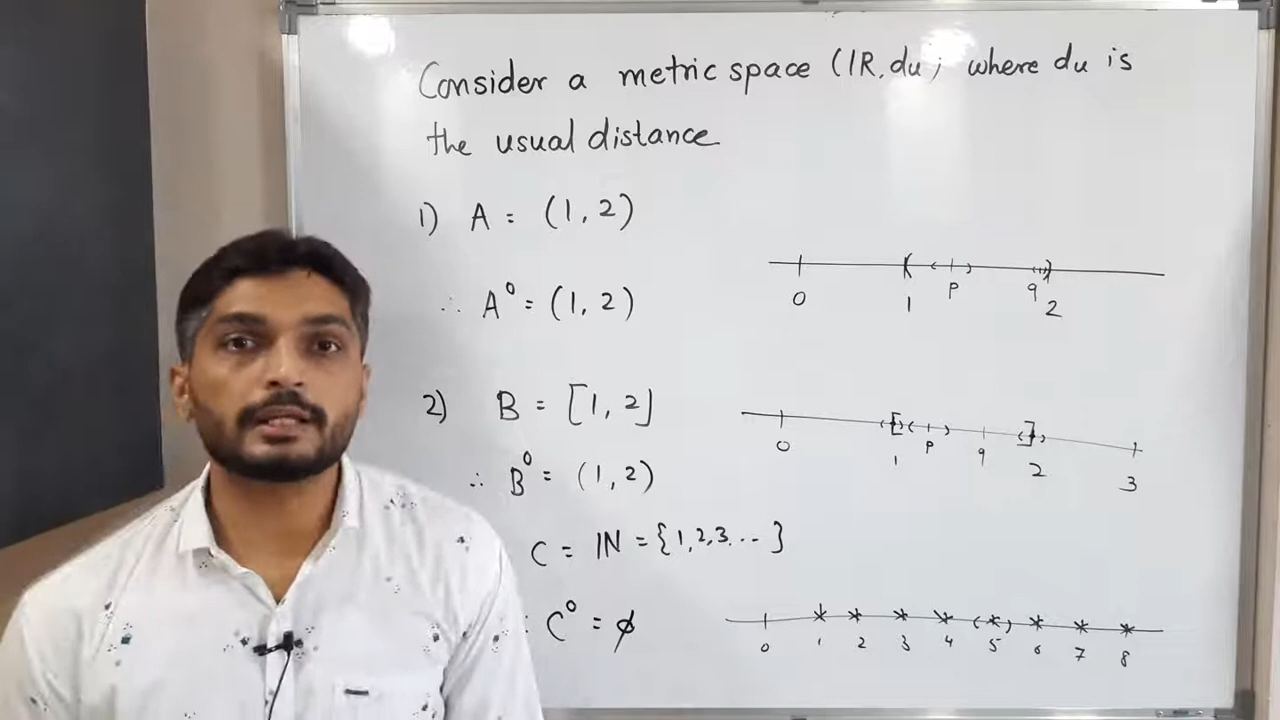 Consider a metric space (IR, du) where du is
the usual distance
1) A = (1, 2)
0 1 p q 2
∴ A° = (1, 2)
2) B = [1, 2]
0 1 p q 2 3
∴ B° = (1, 2)
C = IN = {1, 2, 3, ... }
: C° = ϕ
0 1 2 3 4 5 6 7 8